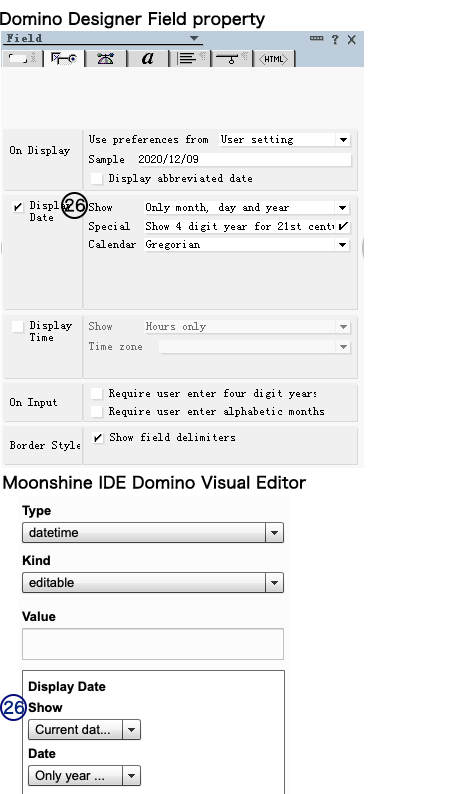 Domino Designer Field property
Field
? X
i a HTML
On Display
Use preferences from User setting
Sample 2020/12/09
Display abbreviated date
Display Date
26
Show Only month, day and year
Special Show 4 digit year for 21st centu
Calendar Gregorian
Display Time
Show Hours only
Time zone
On Input
Require user enter four digit years
Require user enter alphabetic months
Border Style
Show field delimiters
Moonshine IDE Domino Visual Editor
Type
datetime
Kind
editable
Value
Display Date
26 Show
Current dat...
Date
Only year ...